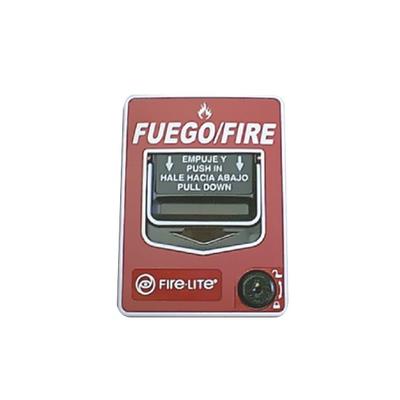 FUEGO/FIRE
EMPUJE Y
PUSH IN
HALE HACIA ABAJO
PULL DOWN
FIRE-LITE®